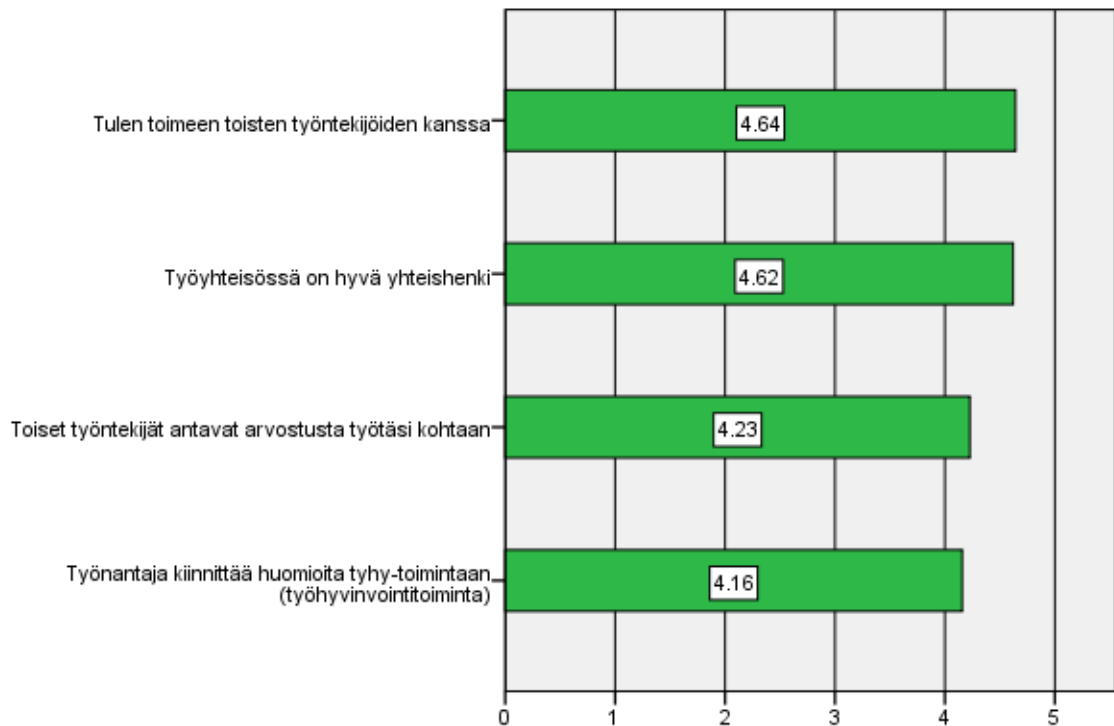 Tulen toimeen toisten työntekijöiden kanssa
4.64
Työyhteisössä on hyvä yhteishenki
4.62
Toiset työntekijät antavat arvostusta työtäsi kohtaan
4.23
Työnantaja kiinnittää huomioita tyhy-toimintaan
(työhyvinvointitoiminta)
4.16
0 1 2 3 4 5